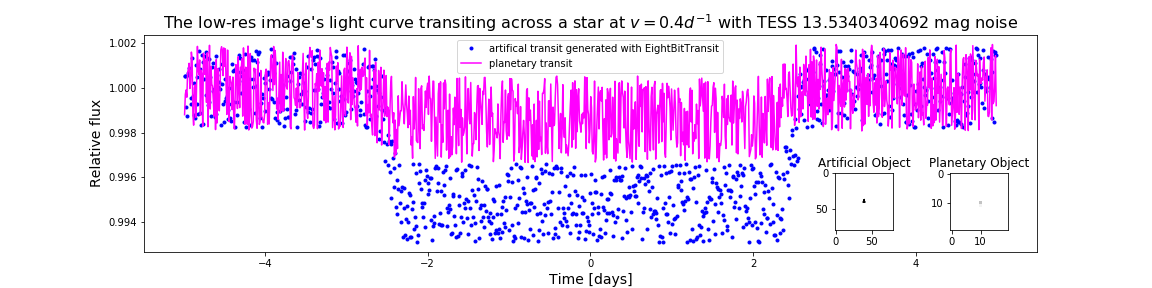 The low-res image's light curve transiting across a star at v = 0.4d⁻¹ with TESS 13.5340340692 mag noise
artifical transit generated with EightBitTransit
planetary transit
Relative flux
1.002
1.000
0.998
0.996
0.994
Artificial Object
0
50
0 50
Planetary Object
0
10
0 10
−4 −2 0 2 4
Time [days]